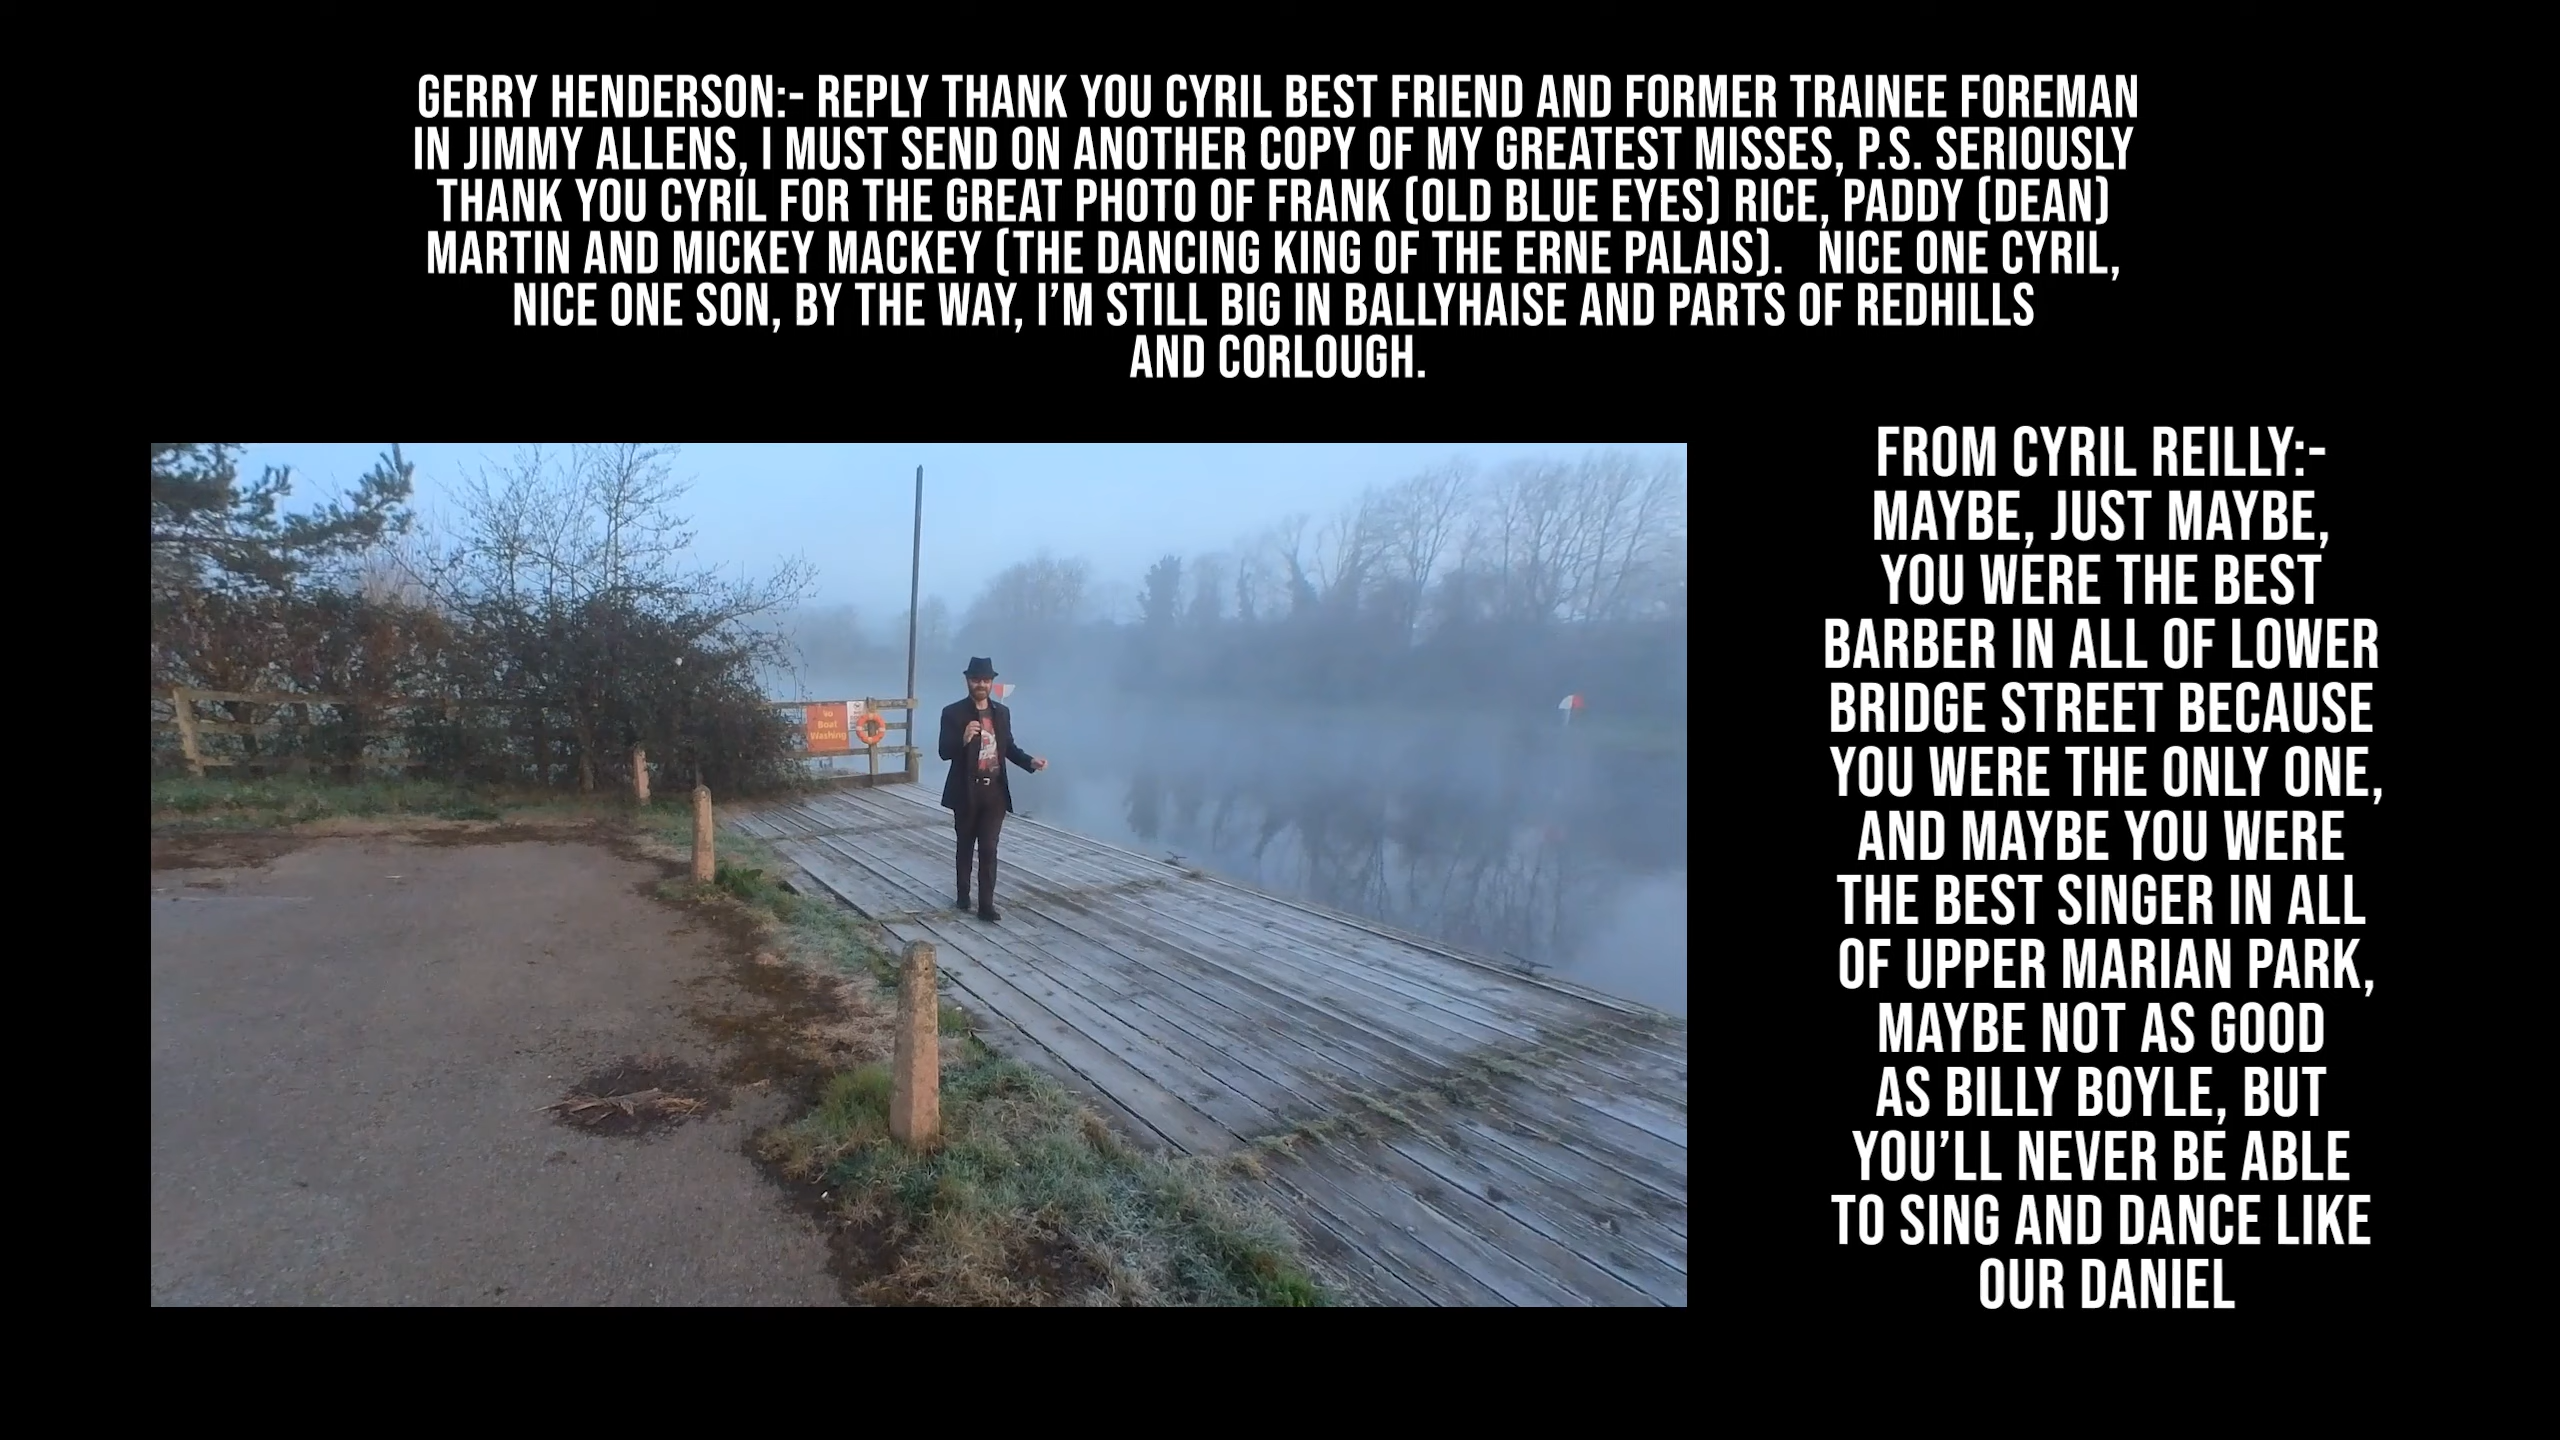 GERRY HENDERSON:- REPLY THANK YOU CYRIL BEST FRIEND AND FORMER TRAINEE FOREMAN
IN JIMMY ALLENS, I MUST SEND ON ANOTHER COPY OF MY GREATEST MISSES, P.S. SERIOUSLY
THANK YOU CYRIL FOR THE GREAT PHOTO OF FRANK (OLD BLUE EYES) RICE, PADDY (DEAN)
MARTIN AND MICKEY MACKEY (THE DANCING KING OF THE ERNE PALAIS). NICE ONE CYRIL,
NICE ONE SON, BY THE WAY, I'M STILL BIG IN BALLYHAISE AND PARTS OF REDHILLS
AND CORLOUGH.
No
Boat
Washing
FROM CYRIL REILLY:-
MAYBE, JUST MAYBE,
YOU WERE THE BEST
BARBER IN ALL OF LOWER
BRIDGE STREET BECAUSE
YOU WERE THE ONLY ONE,
AND MAYBE YOU WERE
THE BEST SINGER IN ALL
OF UPPER MARIAN PARK,
MAYBE NOT AS GOOD
AS BILLY BOYLE, BUT
YOU'LL NEVER BE ABLE
TO SING AND DANCE LIKE
OUR DANIEL